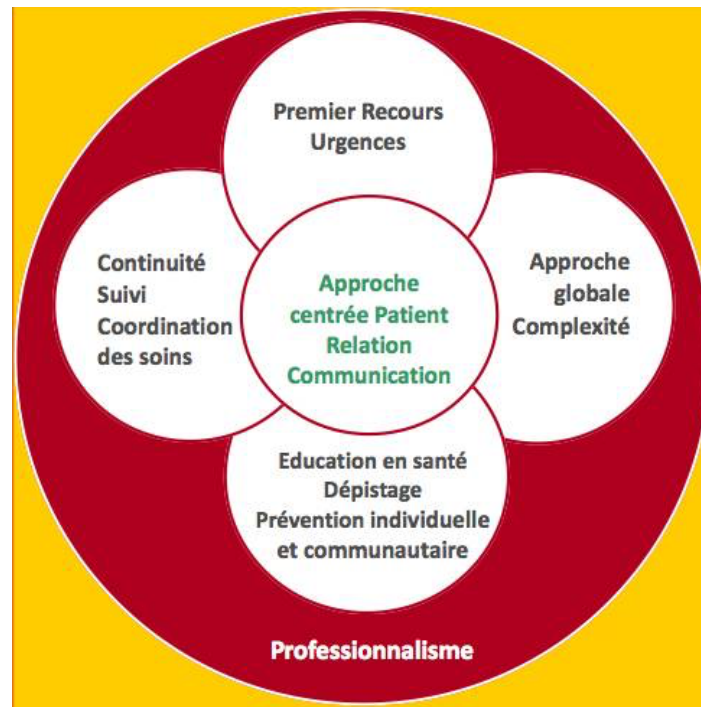 Premier Recours
Urgences
Continuité
Suivi
Coordination
des soins
Approche
centrée Patient
Relation
Communication
Approche
globale
Complexité
Education en santé
Dépistage
Prévention individuelle
et communautaire
Professionnalisme